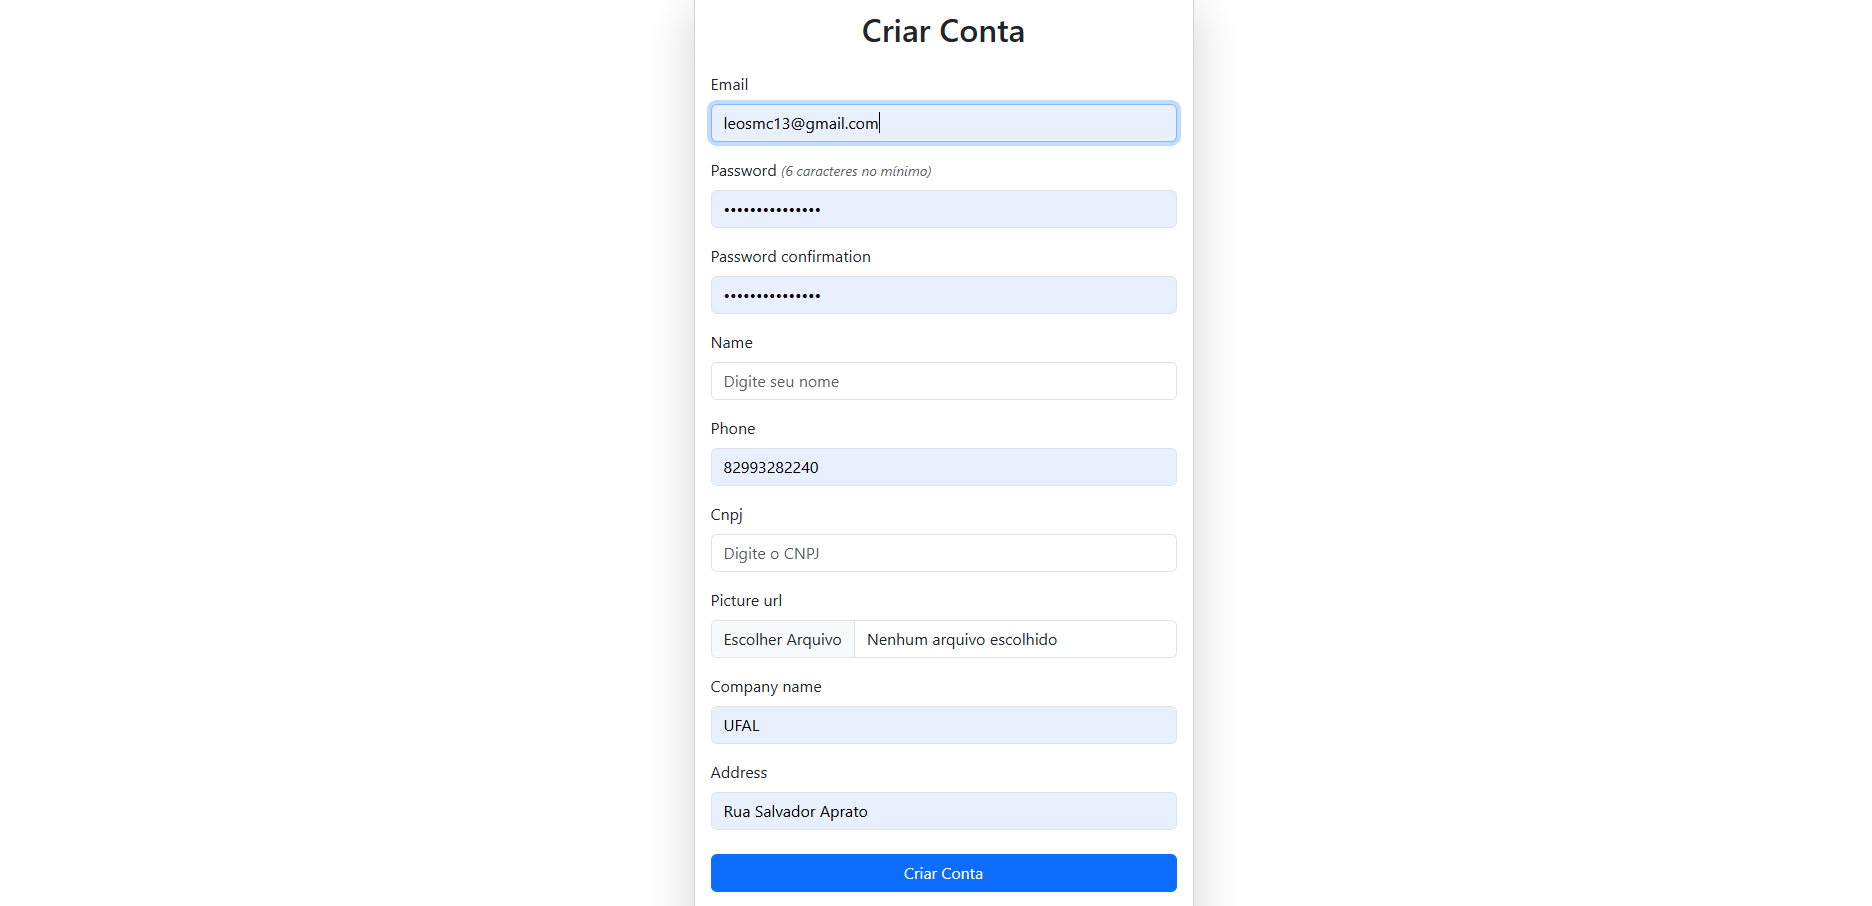 Criar Conta
Email
leosmc13@gmail.com
Password (6 caracteres no mínimo)
•••••••••••••••
Password confirmation
•••••••••••••••
Name
Digite seu nome
Phone
82993282240
Cnpj
Digite o CNPJ
Picture url
Escolher Arquivo Nenhum arquivo escolhido
Company name
UFAL
Address
Rua Salvador Aprato
Criar Conta